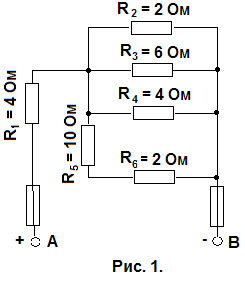 R2 = 2 Ом
R3 = 6 Ом
R4 = 4 Ом
R1 = 4 Ом
R5 = 10 Ом
R6 = 2 Ом
+ A
- B
Рис. 1.